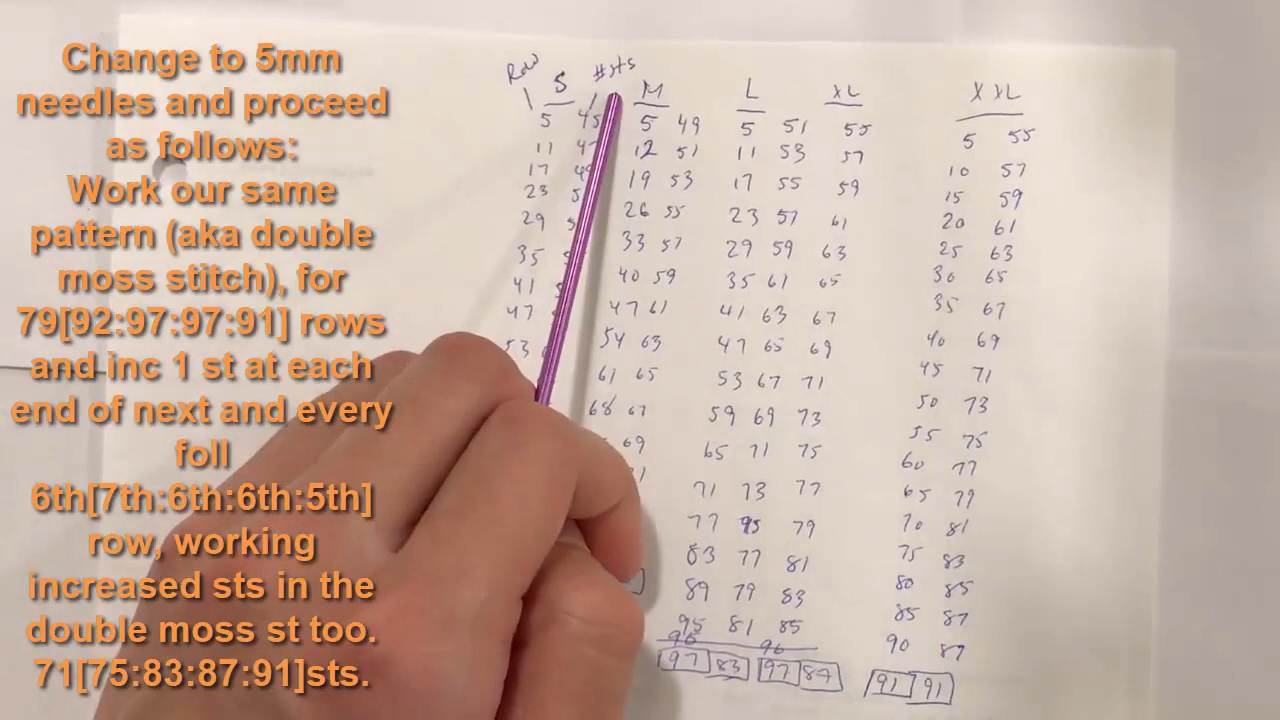 Change to 5mm
needles and proceed
as follows:
Work our same
pattern (aka double
moss stitch), for
79[92:97:97:91] rows
and inc 1 st at each
end of next and every
foll
6th[7th:6th:6th:5th]
row, working
increased sts in the
double moss st too.
71[75:83:87:91]sts.
Row #sts
S M L XL XXL
5 45 5 49 5 51 55 5 55
11 12 51 11 53 57 10 57
17 19 53 17 55 59 15 59
23 26 55 23 57 61 20 61
29 33 57 29 59 63 25 63
35 40 59 35 61 65 30 65
41 47 61 41 63 67 35 67
47 54 63 47 65 69 40 69
53 61 65 53 67 71 45 71
68 67 59 69 73 50 73
69 65 71 75 55 75
71 73 77 60 77
77 79 65 79
83 77 81 70 81
89 79 83 75 83
95 81 85 80 85
96 96 85 87
97 83 97 87 90 89
91 91